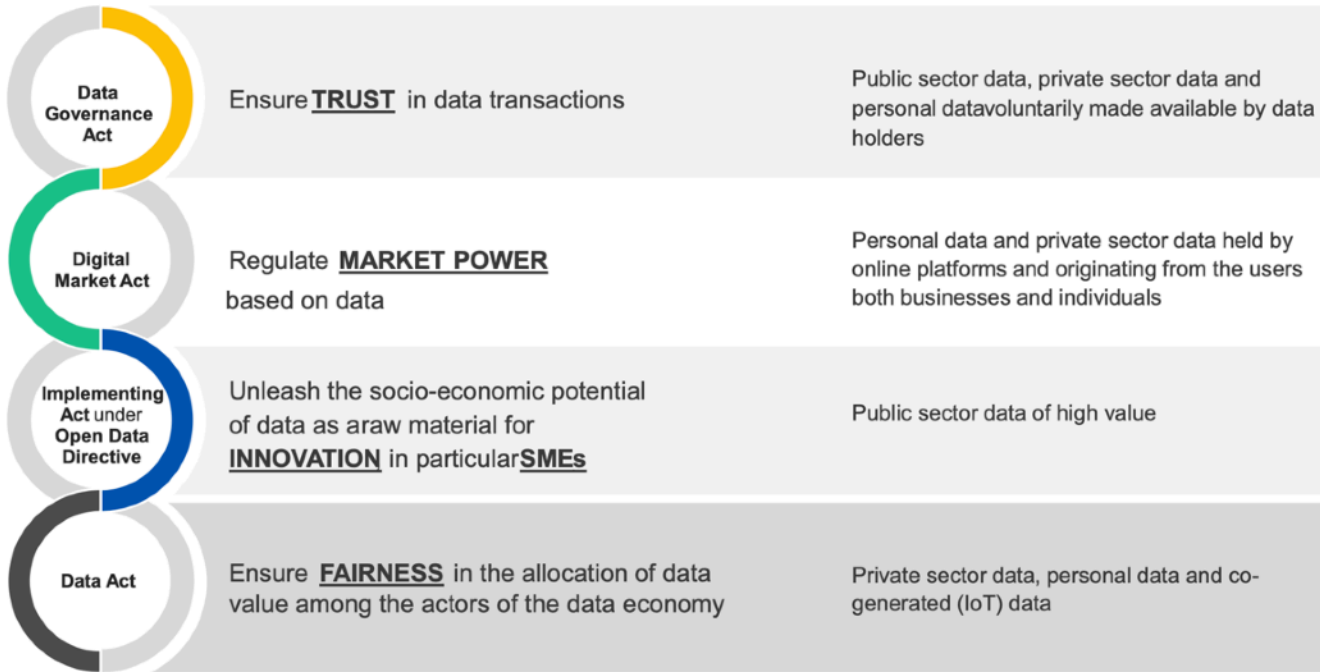 Data
Governance
Act
Ensure TRUST in data transactions
Public sector data, private sector data and
personal datavoluntarily made available by data
holders
Digital
Market Act
Regulate MARKET POWER
based on data
Personal data and private sector data held by
online platforms and originating from the users
both businesses and individuals
Implementing
Act under
Open Data
Directive
Unleash the socio-economic potential
of data as araw material for
INNOVATION in particularSMEs
Public sector data of high value
Data Act
Ensure FAIRNESS in the allocation of data
value among the actors of the data economy
Private sector data, personal data and co-
generated (IoT) data